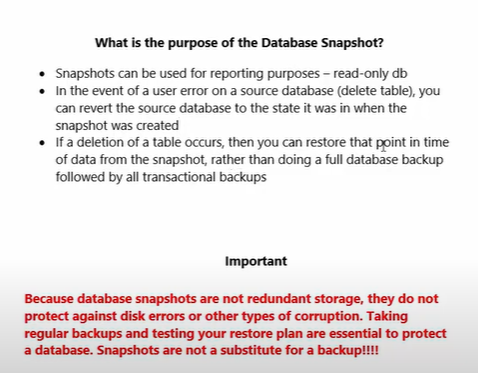 What is the purpose of the Database Snapshot?
• Snapshots can be used for reporting purposes – read-only db
• In the event of a user error on a source database (delete table), you
can revert the source database to the state it was in when the
snapshot was created
• If a deletion of a table occurs, then you can restore that point in time
of data from the snapshot, rather than doing a full database backup
followed by all transactional backups
Important
Because database snapshots are not redundant storage, they do not
protect against disk errors or other types of corruption. Taking
regular backups and testing your restore plan are essential to protect
a database. Snapshots are not a substitute for a backup!!!!